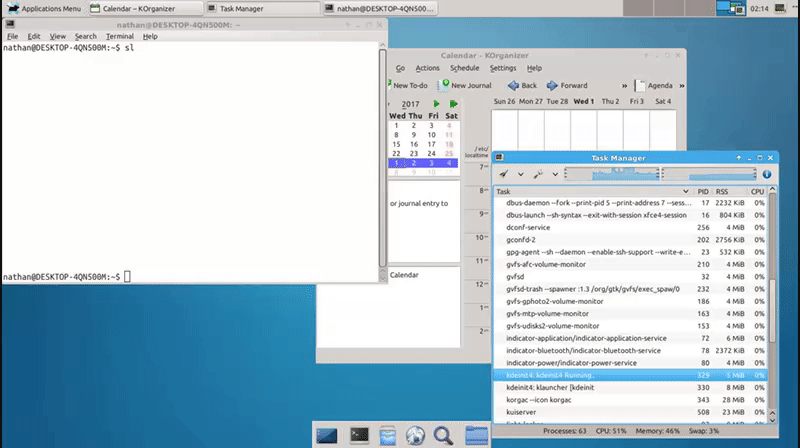 Applications Menu
Calendar – KOrganizer
Task Manager
nathan@DESKTOP-4QN500...
02:14
nathan@DESKTOP-4QN500M: ~
File Edit View Search Terminal Help
nathan@DESKTOP-4QN500M:~$ sl
nathan@DESKTOP-4QN500M:~$
Calendar – KOrganizer
Go Actions Schedule Settings Help
New To-do New Journal Back Forward » Agenda »
2017
Wed Thu Fri Sat
1 2 3 4
8 9 10 11
15 16 17 18
22 23 24 25
1 2 3 4
8 9 10 11
Sun 26 Mon 27 Tue 28 Wed 1 Thu 2 Fri 3 Sat 4
/etc/
localtime
7
8
9
10
11
12
1
2
or journal entry to
Calendar
Task Manager
Task PID RSS CPU
dbus-daemon --fork --print-pid 5 --print-address 7 --sess... 17 2232 KiB 0%
dbus-launch --sh-syntax --exit-with-session xfce4-session 16 804 KiB 0%
dconf-service 224 4 MiB 0%
gconfd-2 202 2756 KiB 0%
gpg-agent --sh --daemon --enable-ssh-support --write-e... 23 532 KiB 0%
gvfs-afc-volume-monitor 210 4 MiB 0%
gvfsd 32 4 MiB 0%
gvfsd-trash --spawner :1.3 /org/gtk/gvfs/exec_spaw/0 232 4 MiB 0%
gvfs-gphoto2-volume-monitor 186 4 MiB 0%
gvfs-mtp-volume-monitor 163 4 MiB 0%
gvfs-udisks2-volume-monitor 153 4 MiB 0%
indicator-application/indicator-application-service 72 6 MiB 0%
indicator-bluetooth/indicator-bluetooth-service 78 2372 KiB 0%
indicator-power/indicator-power-service 80 4 MiB 0%
kdeinit4: kdeinit4 Running... 329 5 MiB 0%
kdeinit4: klauncher [kdeinit 330 8 MiB 0%
korgac --icon korgac 343 28 MiB 0%
kuiserver 508 23 MiB 0%
Processes: 63 CPU: 51% Memory: 46% Swap: 3%